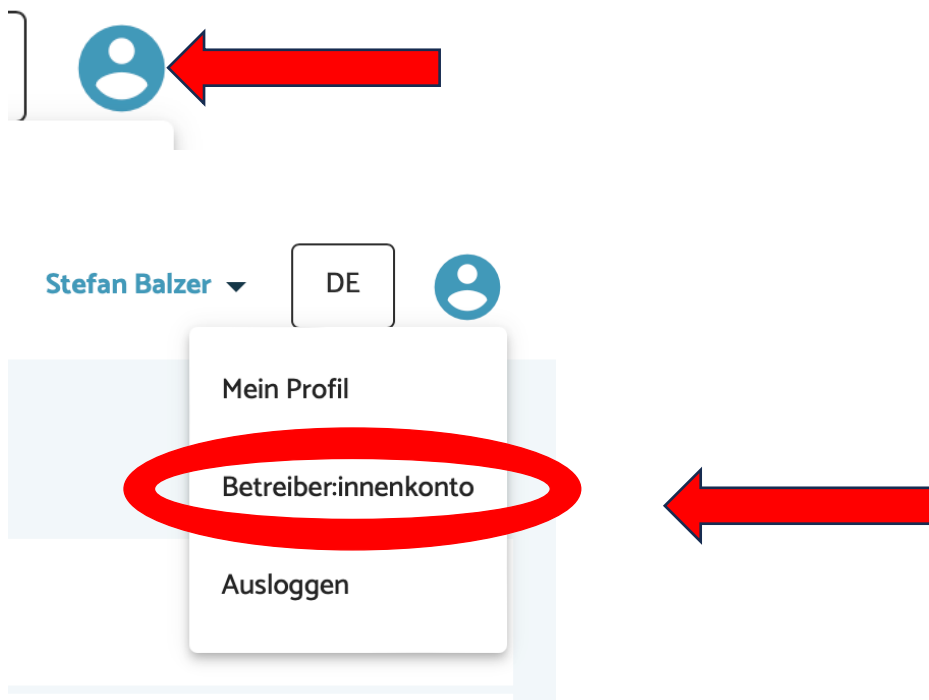 Stefan Balzer
DE
Mein Profil
Betreiber:innenkonto
Ausloggen